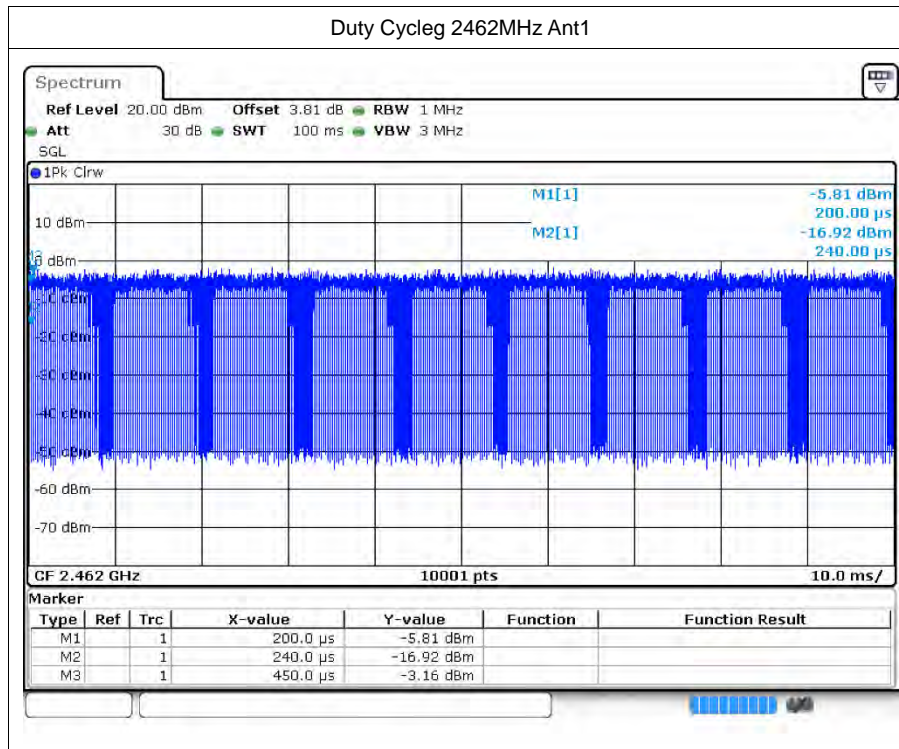 Duty Cycleg 2462MHz Ant1
Spectrum
Ref Level 20.00 dBm Offset 3.81 dB RBW 1 MHz
Att 30 dB SWT 100 ms VBW 3 MHz
SGL
1Pk Clrw
M1[1] -5.81 dBm
200.00 µs
10 dBm
M2[1] -16.92 dBm
240.00 µs
0 dBm
-20 dBm
-30 dBm
-40 dBm
-50 dBm
-60 dBm
-70 dBm
CF 2.462 GHz 10001 pts 10.0 ms/
Marker
Type Ref Trc X-value Y-value Function Function Result
M1 1 200.0 µs -5.81 dBm
M2 1 240.0 µs -16.92 dBm
M3 1 450.0 µs -3.16 dBm